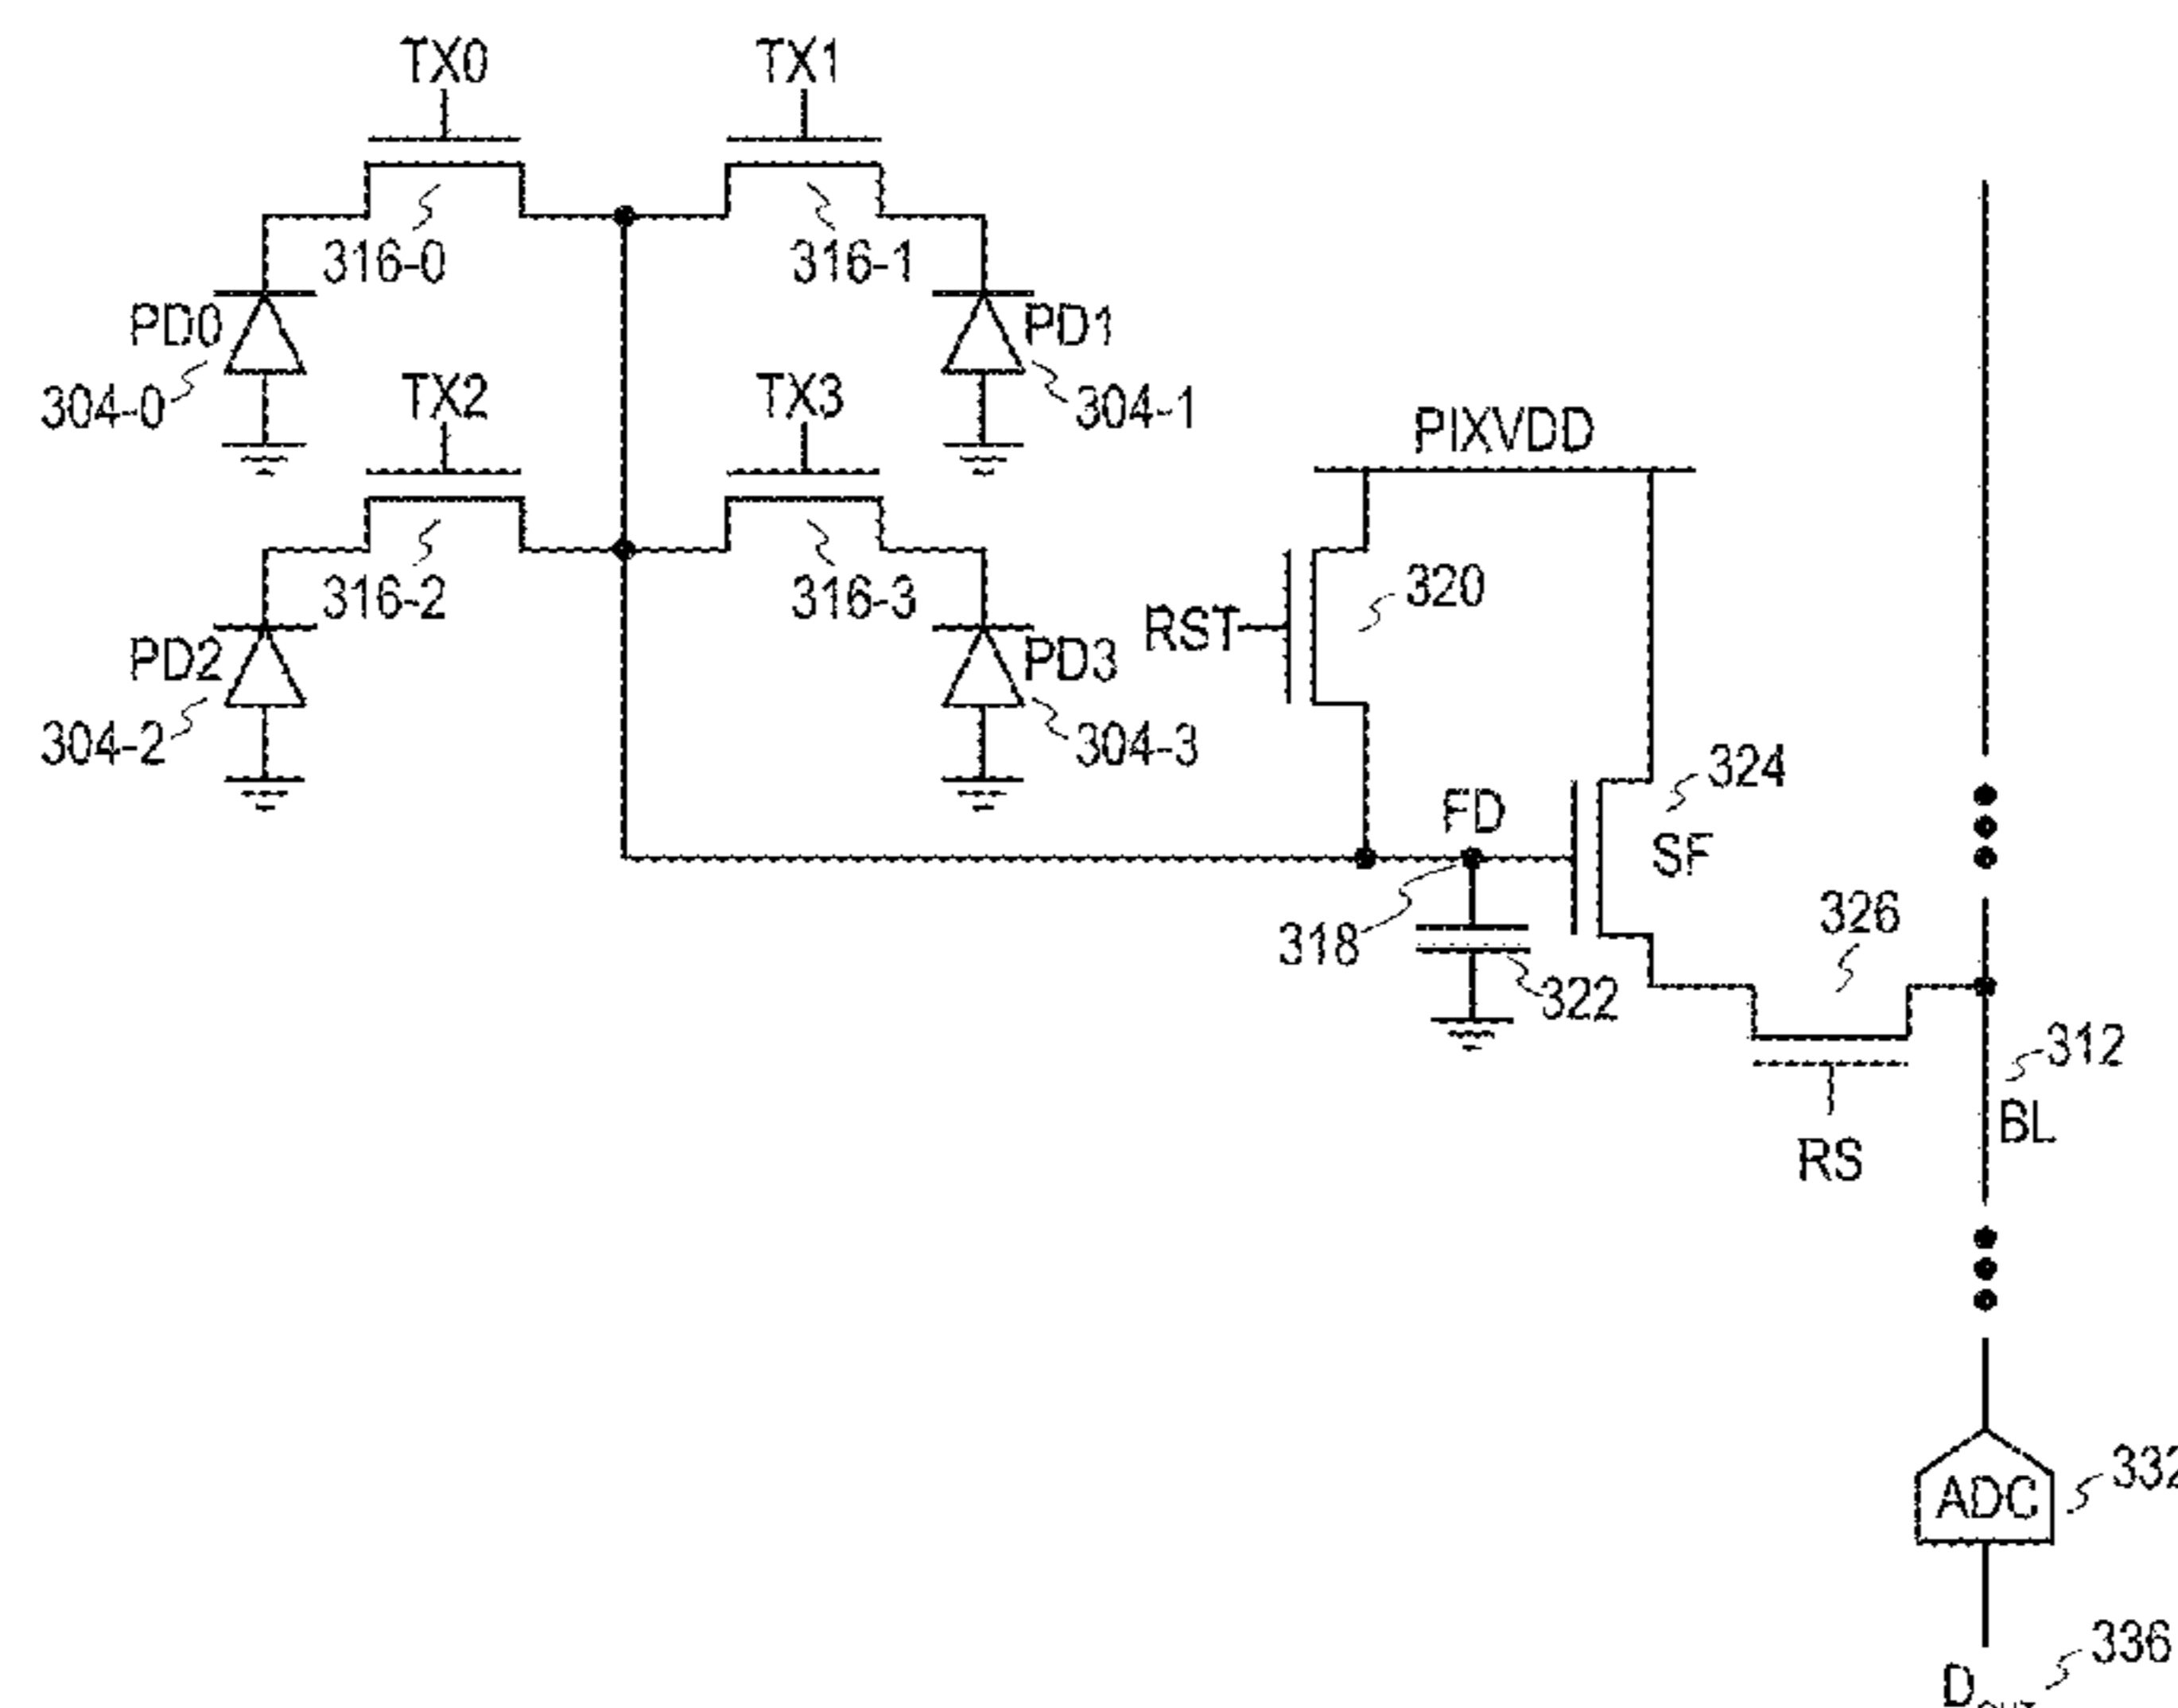 TX0
TX1
316-0
316-1
PD0
PD1
304-0
304-1
TX2
TX3
PIXVDD
316-2
316-3
RST
320
PD2
PD3
304-2
304-3
324
FD
SF
326
318
322
312
BL
RS
ADC
336